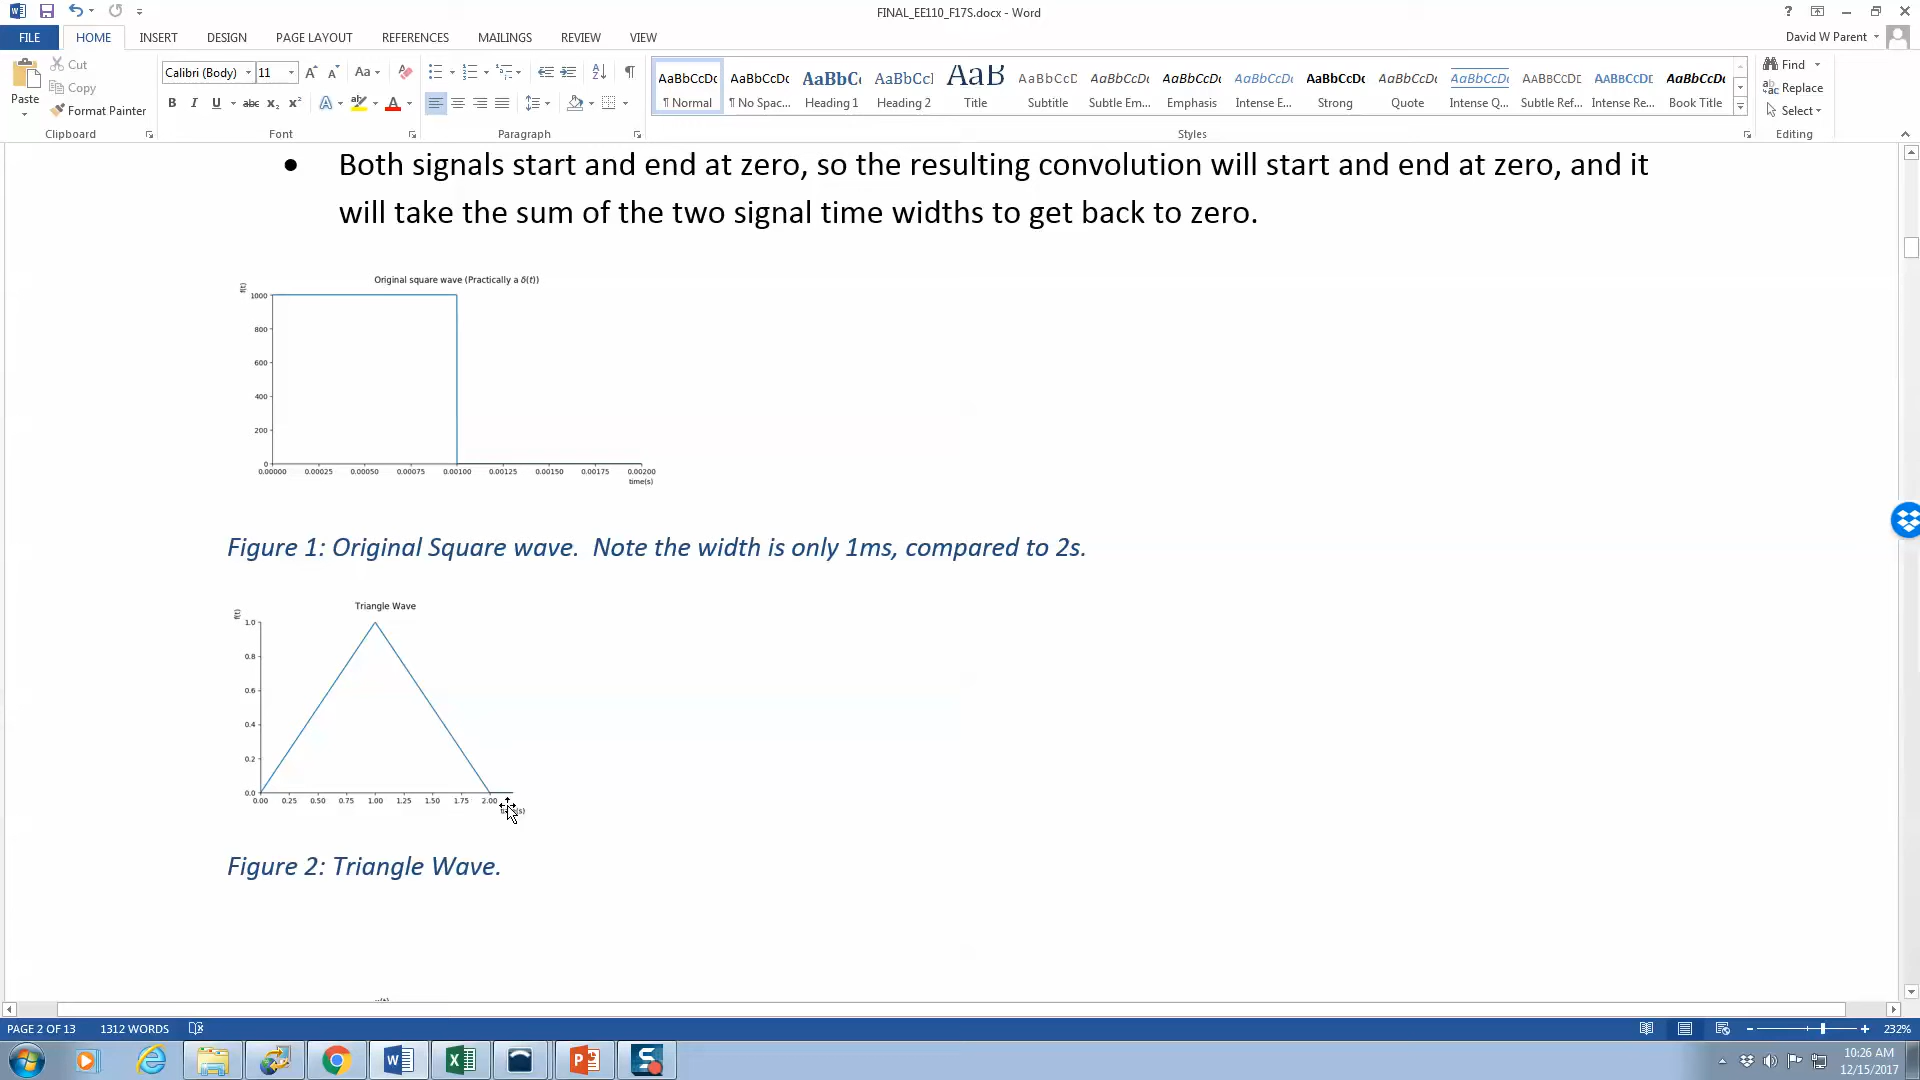 FINAL_EE110_F17S.docx - Word
FILE HOME INSERT DESIGN PAGE LAYOUT REFERENCES MAILINGS REVIEW VIEW
David W Parent
Paste
Cut
Copy
Format Painter
Clipboard
Calibri (Body) 11
Font
Paragraph
AaBbCcDc AaBbCcDc AaBbC AaBbCcI AaB AaBbCcD AaBbCcDc AaBbCcDc AaBbCcDc AaBbCcDc AaBbCcDc AaBbCcDc AABBCCDE AABBCCDE AaBbCcDc
¶ Normal ¶ No Spac... Heading 1 Heading 2 Title Subtitle Subtle Em... Emphasis Intense E... Strong Quote Intense Q... Subtle Ref... Intense Re... Book Title
Styles
Find
Replace
Select
Editing
• Both signals start and end at zero, so the resulting convolution will start and end at zero, and it
will take the sum of the two signal time widths to get back to zero.
Original square wave (Practically a δ(t))
f(t)
1000
800
600
400
200
0
0.00000 0.00025 0.00050 0.00075 0.00100 0.00125 0.00150 0.00175 0.00200
time(s)
Figure 1: Original Square wave.  Note the width is only 1ms, compared to 2s.
Triangle Wave
f(t)
1.0
0.8
0.6
0.4
0.2
0.0
0.00 0.25 0.50 0.75 1.00 1.25 1.50 1.75 2.00
Figure 2: Triangle Wave.
PAGE 2 OF 13 1312 WORDS
232%
10:26 AM
12/15/2017